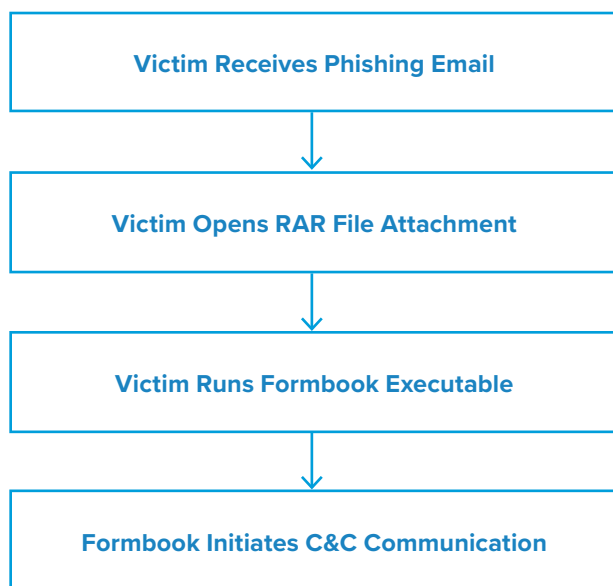 Victim Receives Phishing Email
Victim Opens RAR File Attachment
Victim Runs Formbook Executable
Formbook Initiates C&C Communication